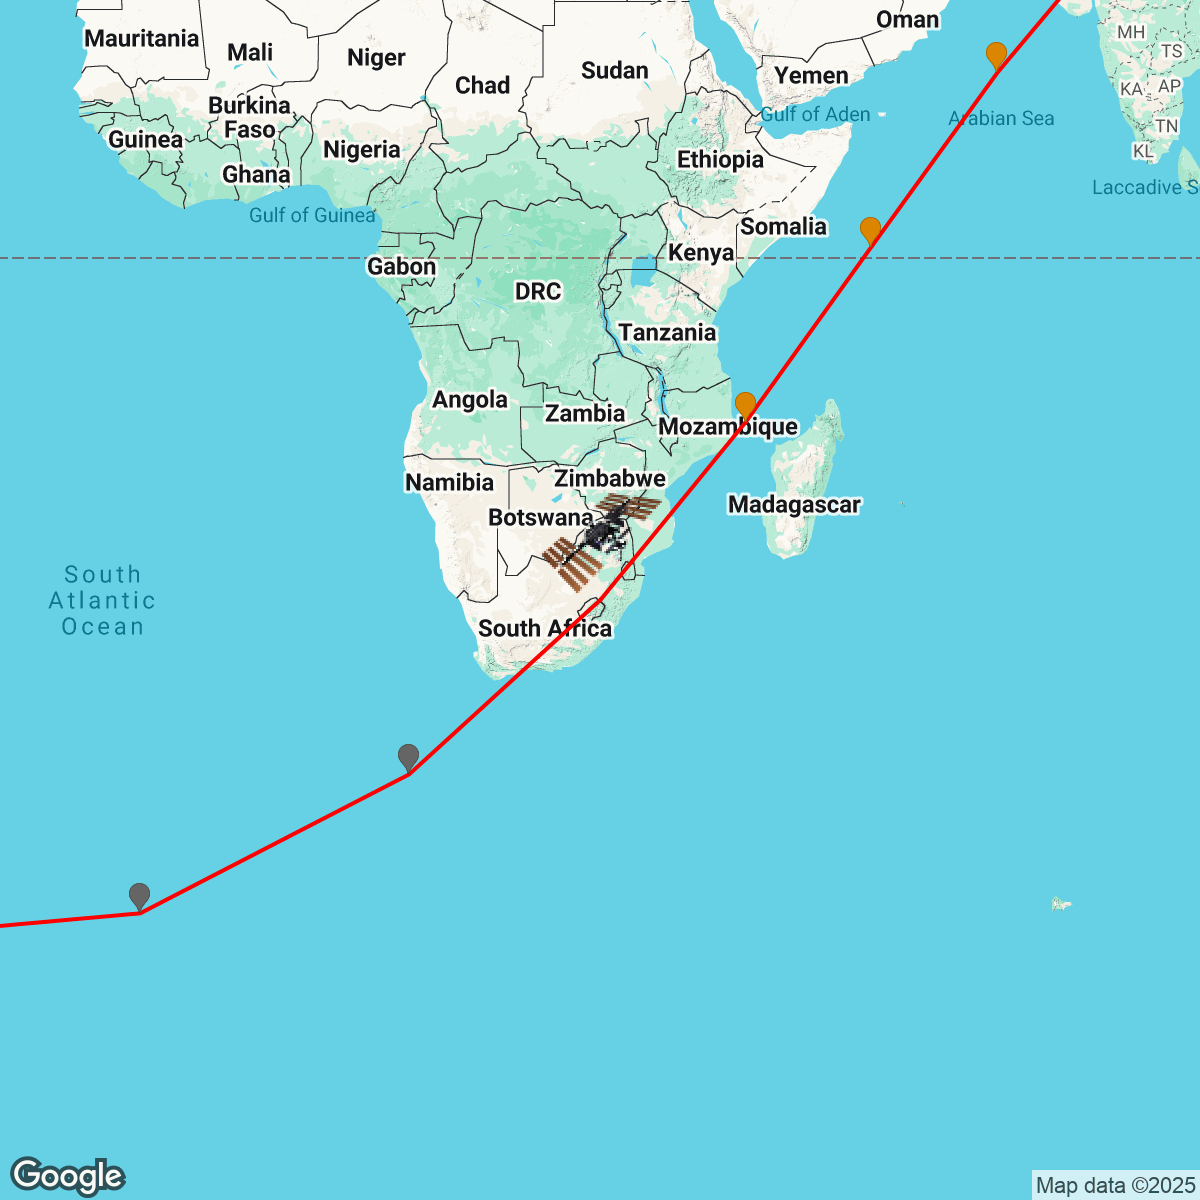 Mauritania
Mali
Niger
Chad
Sudan
Oman
Yemen
MH
TS
KA
AP
TN
KL
Gulf of Aden
Arabian Sea
Laccadive S
Burkina
Faso
Guinea
Ghana
Nigeria
Ethiopia
Gulf of Guinea
Somalia
Kenya
Gabon
DRC
Tanzania
Angola
Zambia
Mozambique
Namibia
Zimbabwe
Botswana
Madagascar
South
Atlantic
Ocean
South Africa
Google
Map data ©2025